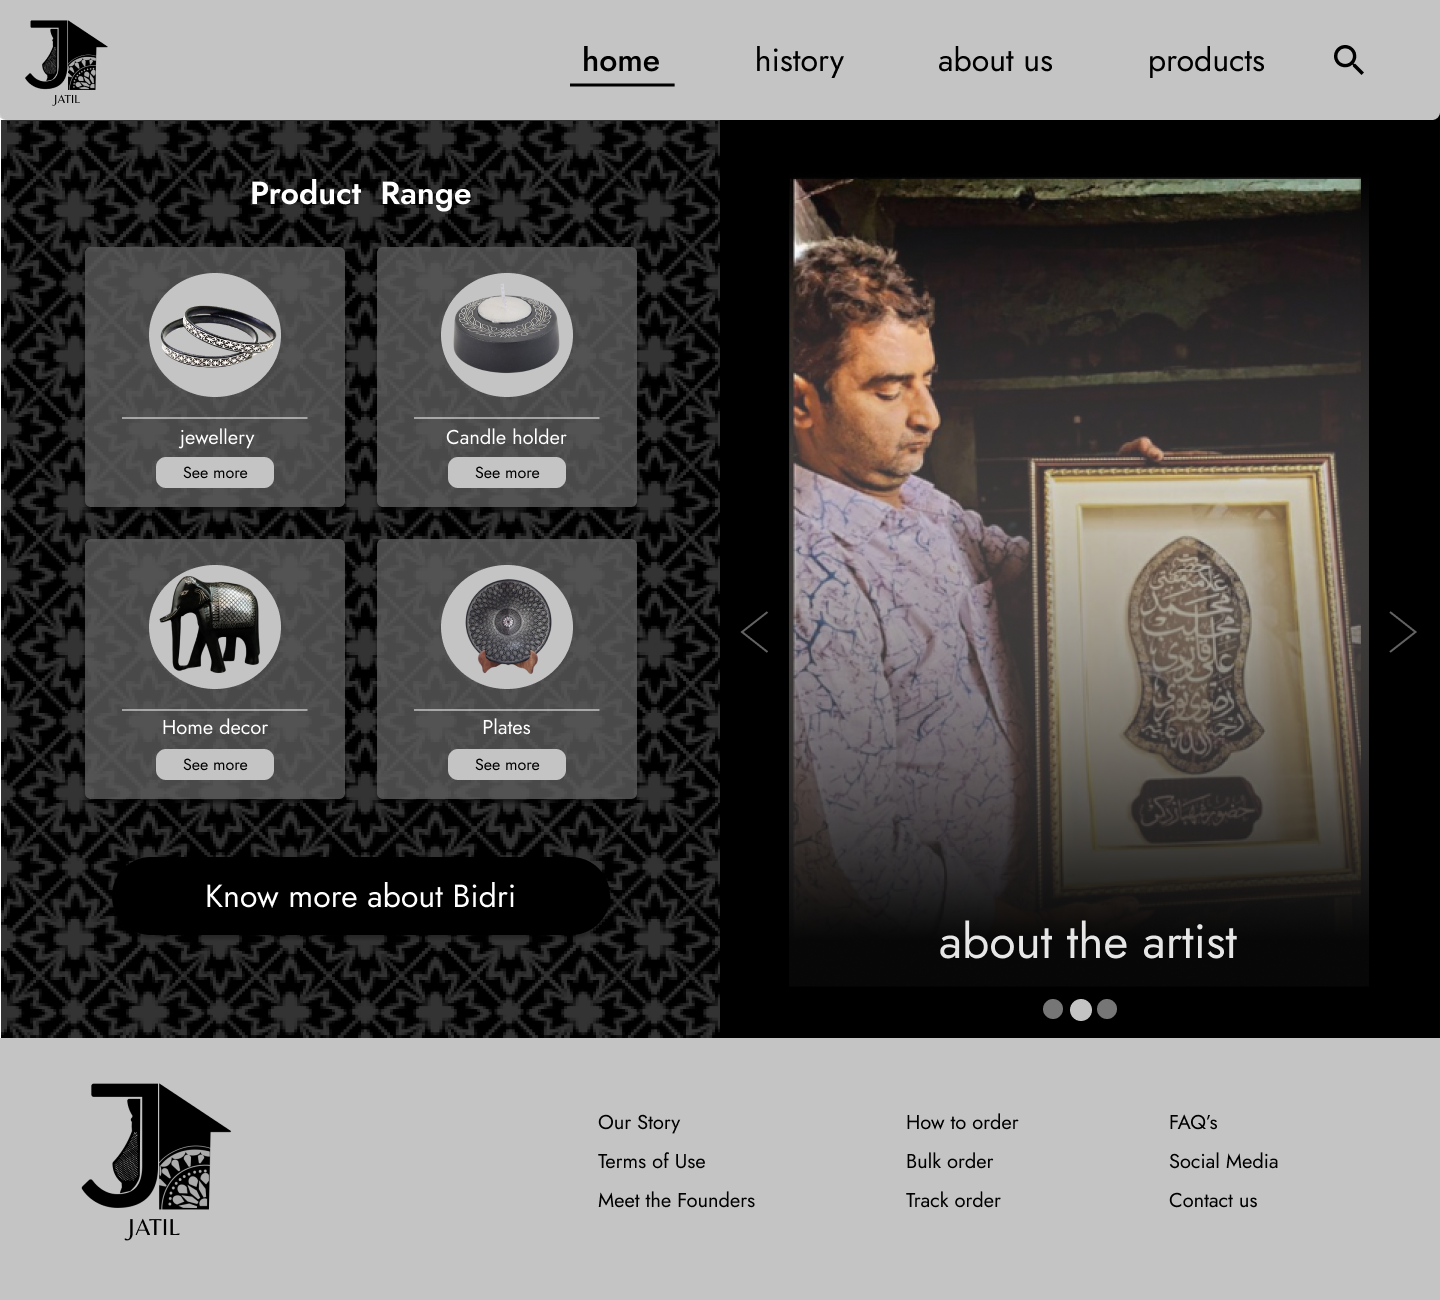 JATIL
home history about us products
Product Range
jewellery
See more
Candle holder
See more
Home decor
See more
Plates
See more
Know more about Bidri
about the artist
JATIL
Our Story
Terms of Use
Meet the Founders
How to order
Bulk order
Track order
FAQ’s
Social Media
Contact us